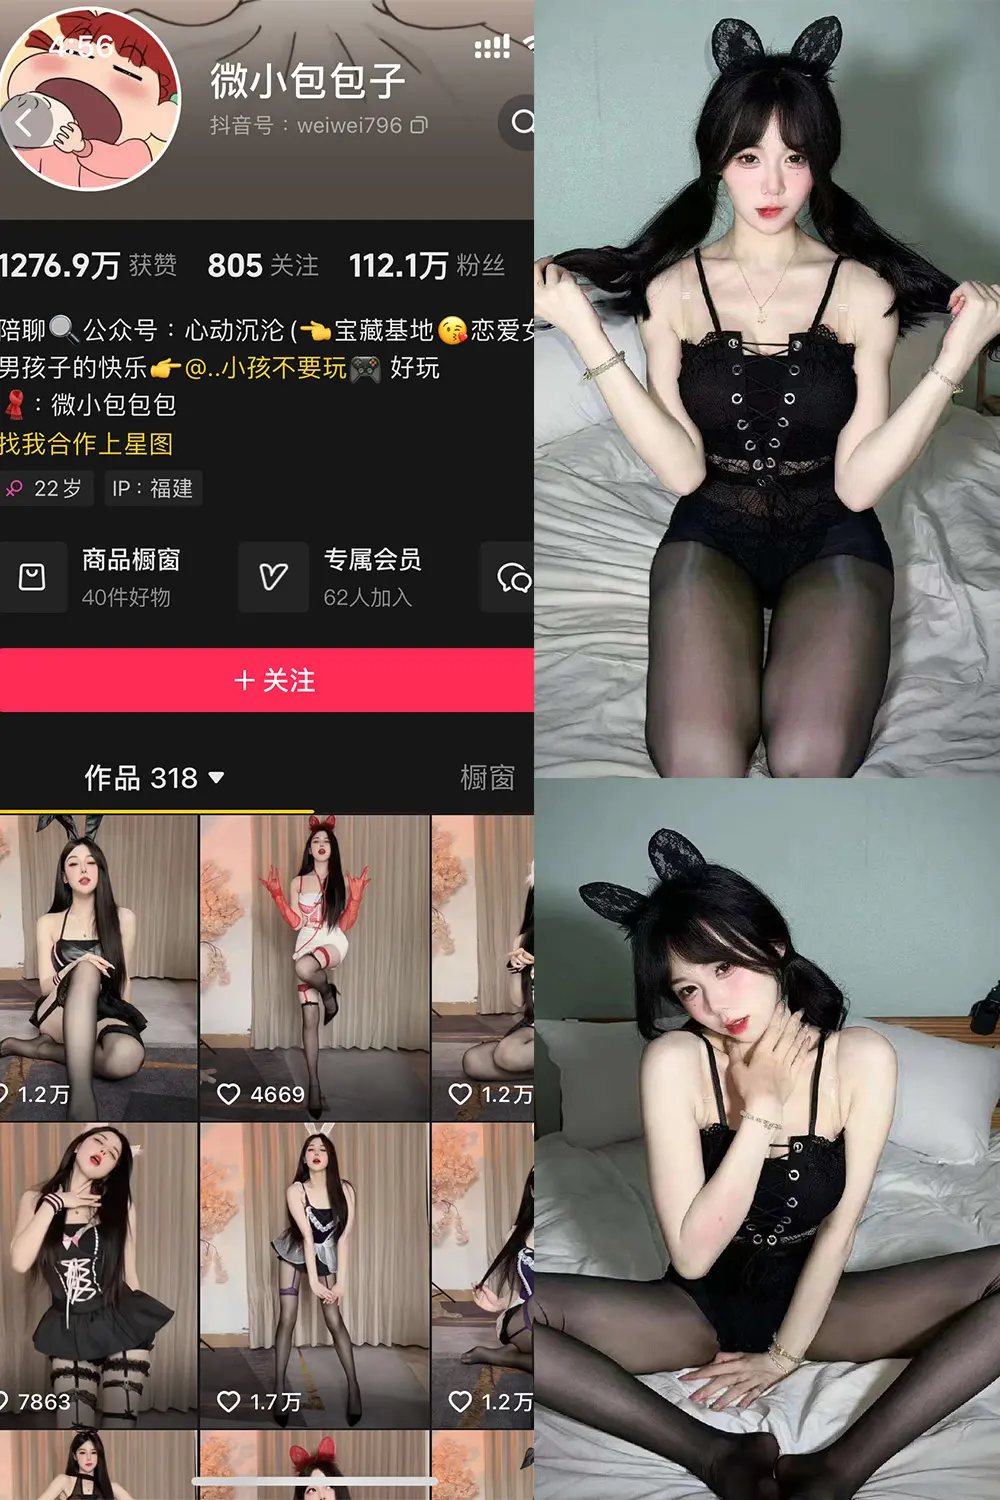 4:56
微小包包子
抖音号：weiwei796
1276.9万 获赞 805 关注 112.1万 粉丝
陪聊🔍公众号：心动沉沦 (👈宝藏基地😘恋爱
男孩子的快乐👉@..小孩不要玩🎮 好玩
🧣：微小包包包
找我合作上星图
22岁 IP：福建
商品橱窗 专属会员
40件好物 62人加入
+ 关注
作品 318 橱窗
1.2万 4669 1.2万
7863 1.7万 1.2万